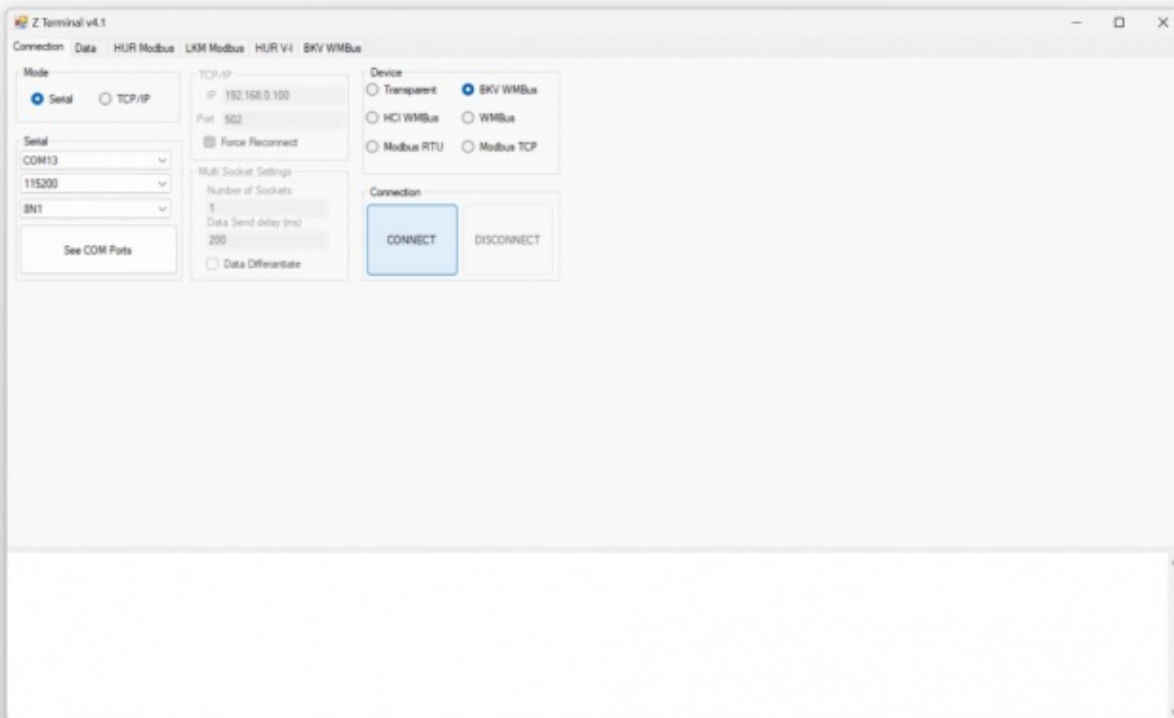 Z Terminal v4.1
Connection Data HUR Modbus LKM Modbus HUR V-I BKV WMBus
Mode
Serial TCP/IP
Serial
COM13
115200
8N1
See COM Ports
TCP/IP
IP 192.168.0.100
Port 502
Force Reconnect
Multi Socket Settings
Number of Sockets
1
Data Send delay (ms)
200
Data Differantiate
Device
Transparent BKV WMBus
HCI WMBus WMBus
Modbus RTU Modbus TCP
Connection
CONNECT DISCONNECT